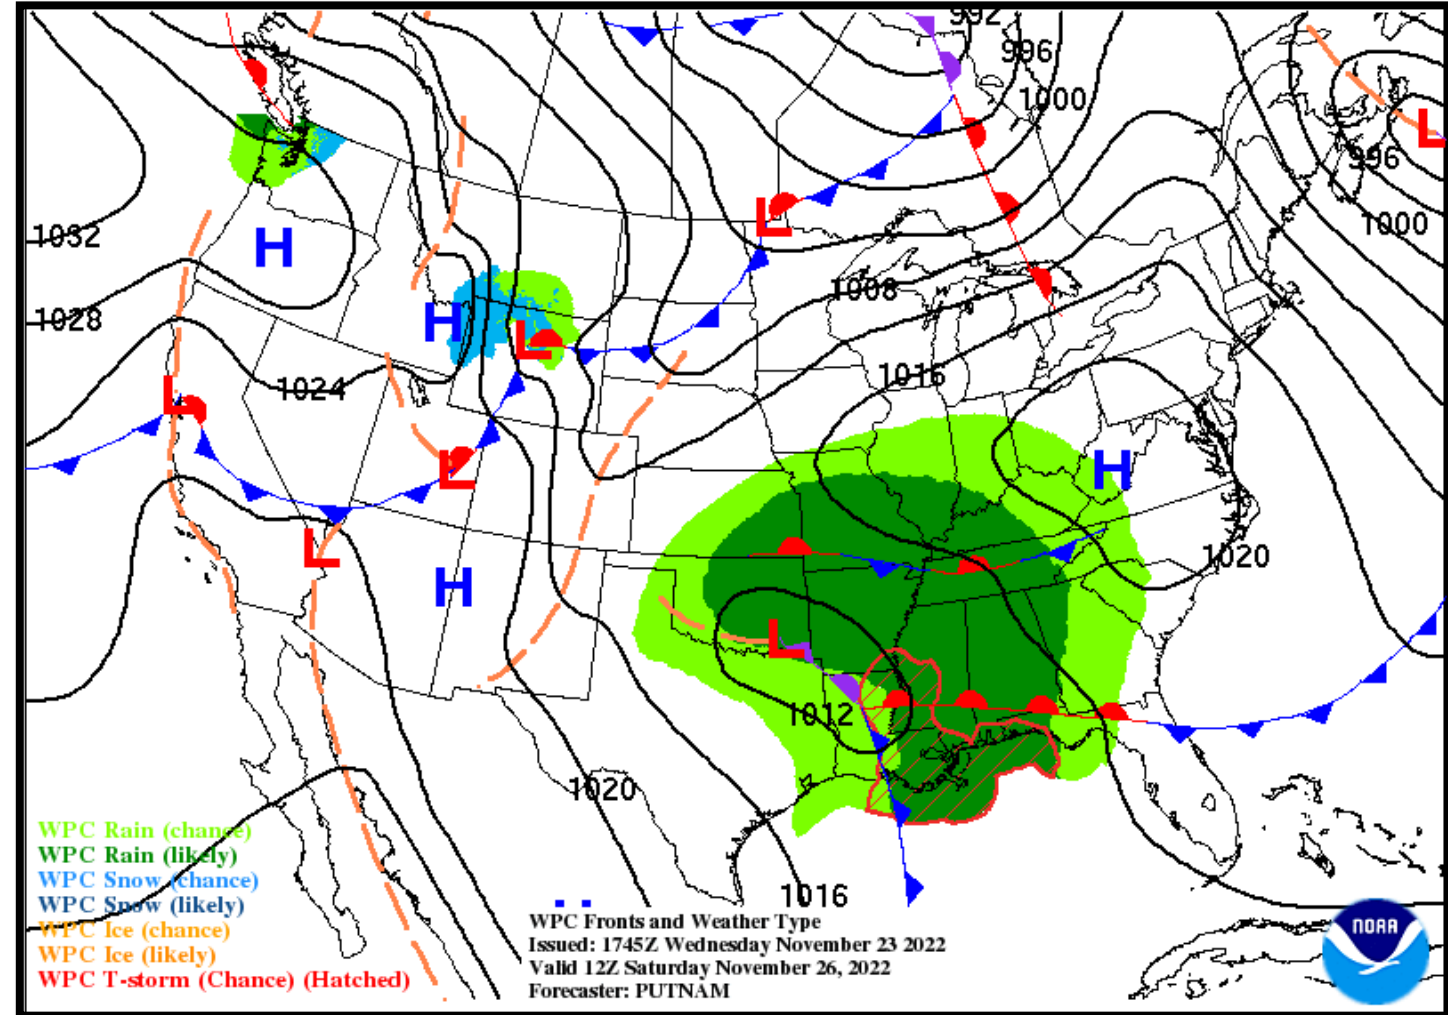 992
996
1000
996
1000
1032
1008
1028
1016
1024
1020
1012
1020
1016
H
H
H
H
L
L
L
L
L
L
L
WPC Rain (chance)
WPC Rain (likely)
WPC Snow (chance)
WPC Snow (likely)
WPC Ice (chance)
WPC Ice (likely)
WPC T-storm (Chance) (Hatched)
WPC Fronts and Weather Type
Issued: 1745Z Wednesday November 23 2022
Valid 12Z Saturday November 26, 2022
Forecaster: PUTNAM
NOAA